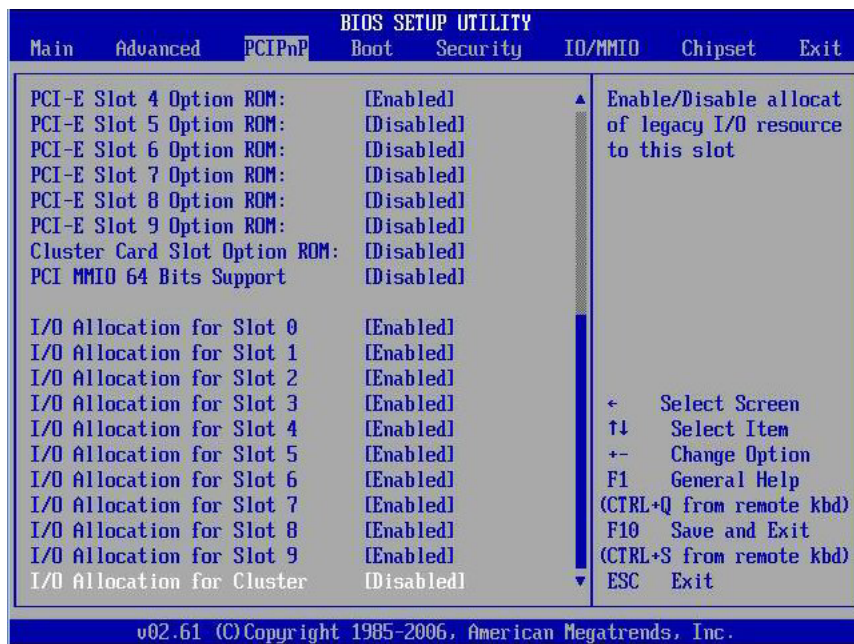 BIOS SETUP UTILITY
Main Advanced PCIPnP Boot Security IO/MMIO Chipset Exit
PCI-E Slot 4 Option ROM: [Enabled]
PCI-E Slot 5 Option ROM: [Disabled]
PCI-E Slot 6 Option ROM: [Disabled]
PCI-E Slot 7 Option ROM: [Disabled]
PCI-E Slot 8 Option ROM: [Disabled]
PCI-E Slot 9 Option ROM: [Disabled]
Cluster Card Slot Option ROM: [Disabled]
PCI MMIO 64 Bits Support [Disabled]
I/O Allocation for Slot 0 [Enabled]
I/O Allocation for Slot 1 [Enabled]
I/O Allocation for Slot 2 [Enabled]
I/O Allocation for Slot 3 [Enabled]
I/O Allocation for Slot 4 [Enabled]
I/O Allocation for Slot 5 [Enabled]
I/O Allocation for Slot 6 [Enabled]
I/O Allocation for Slot 7 [Enabled]
I/O Allocation for Slot 8 [Enabled]
I/O Allocation for Slot 9 [Enabled]
I/O Allocation for Cluster [Disabled]
Enable/Disable allocat
of legacy I/O resource
to this slot
← Select Screen
↑↓ Select Item
+- Change Option
F1 General Help
(CTRL+Q from remote kbd)
F10 Save and Exit
(CTRL+S from remote kbd)
ESC Exit
v02.61 (C)Copyright 1985-2006, American Megatrends, Inc.